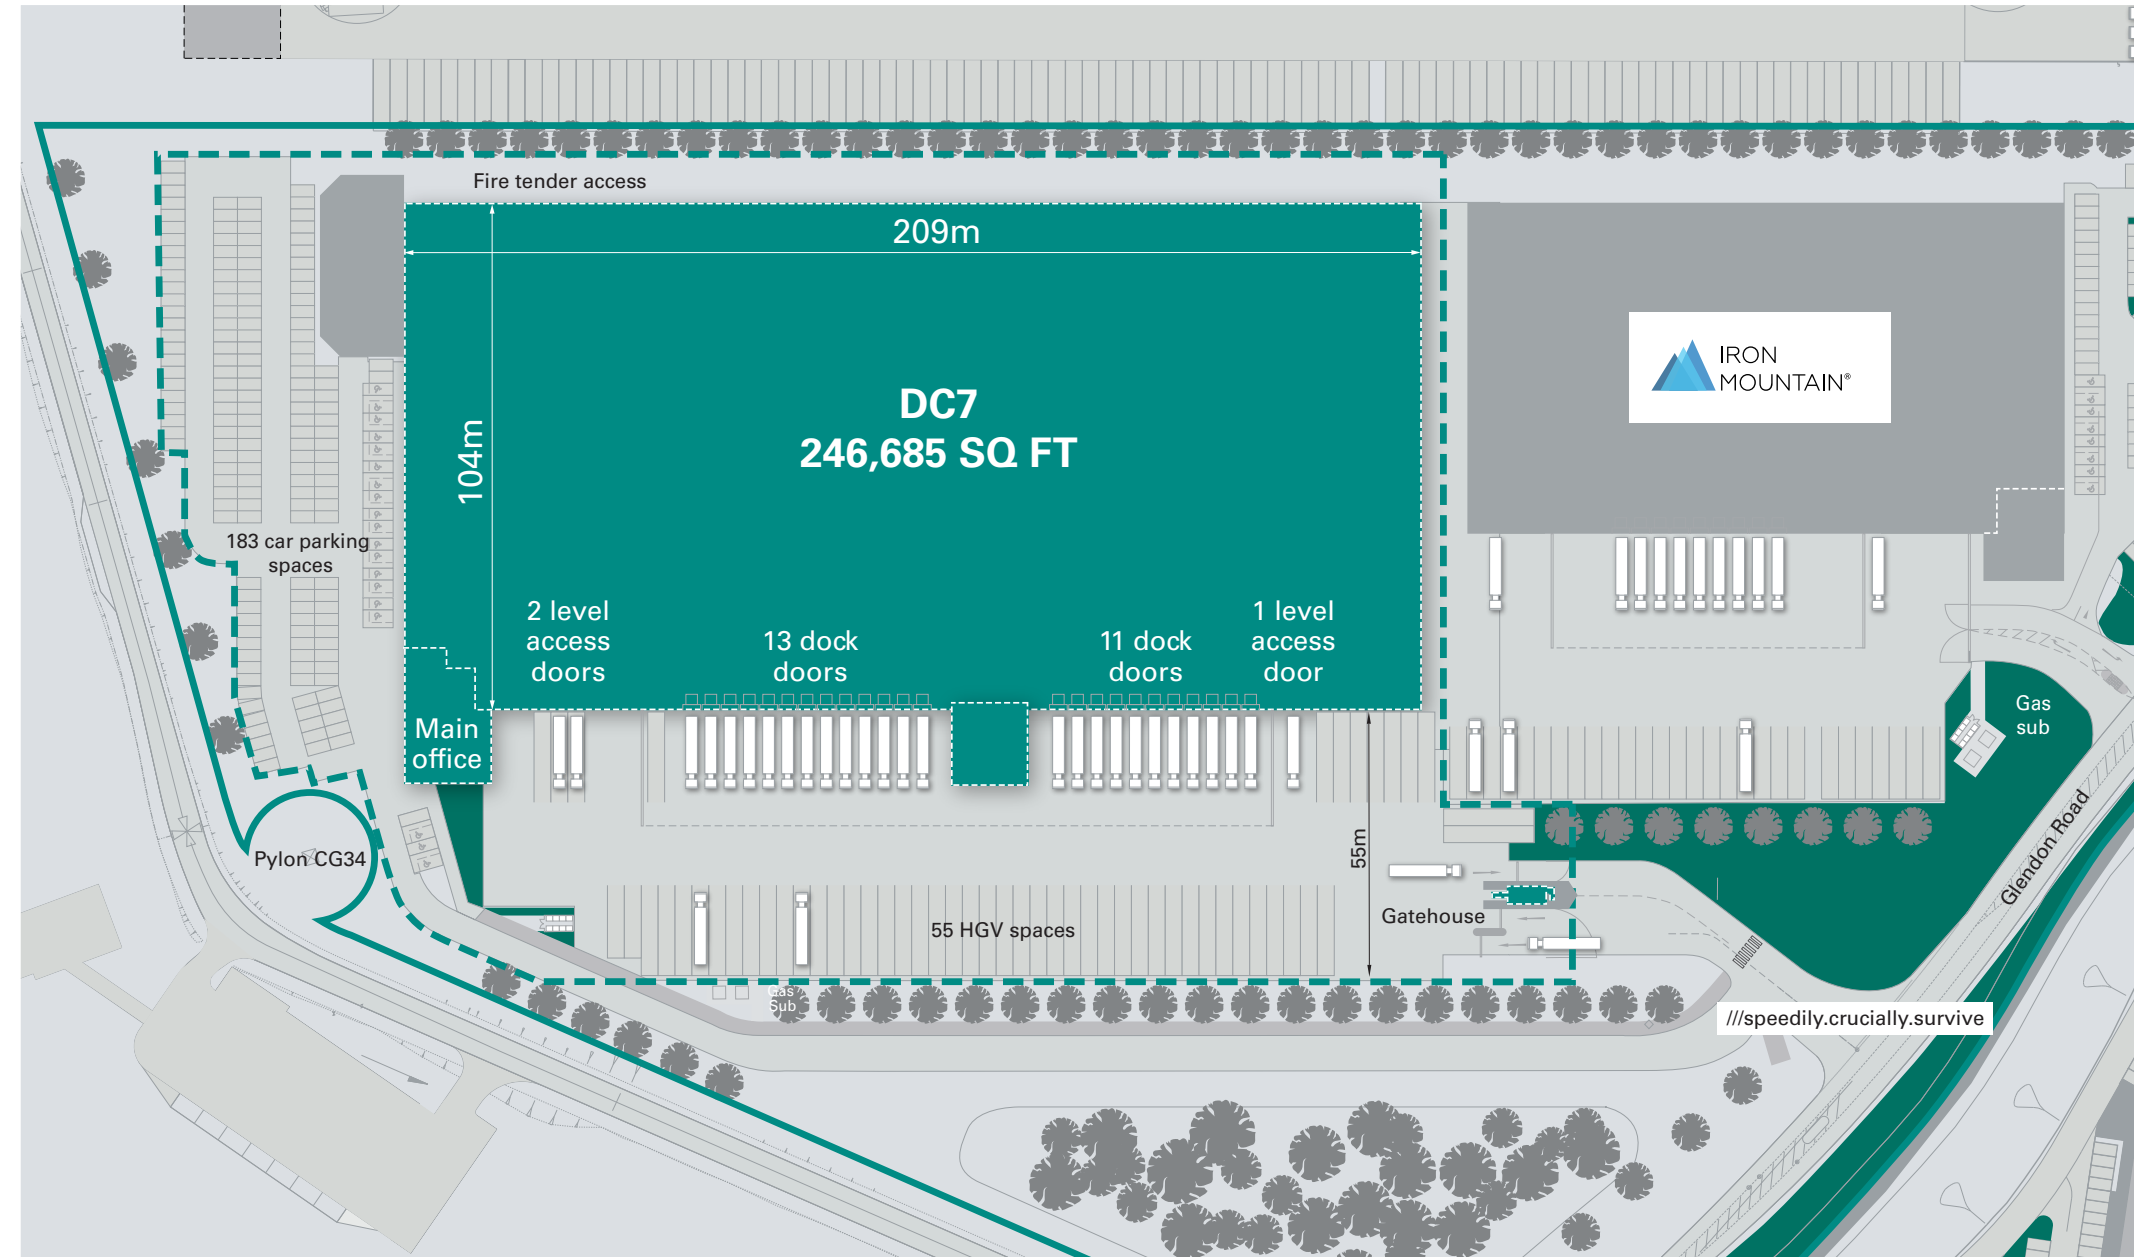 Fire tender access
209m
IRON
MOUNTAIN®
DC7
246,685 SQ FT
104m
183 car parking
spaces
2 level
access
doors
13 dock
doors
11 dock
doors
1 level
access
door
Main
office
Gas
sub
Glendon Road
55m
Pylon CG34
Gatehouse
55 HGV spaces
Gas
Sub
///speedily.crucially.survive